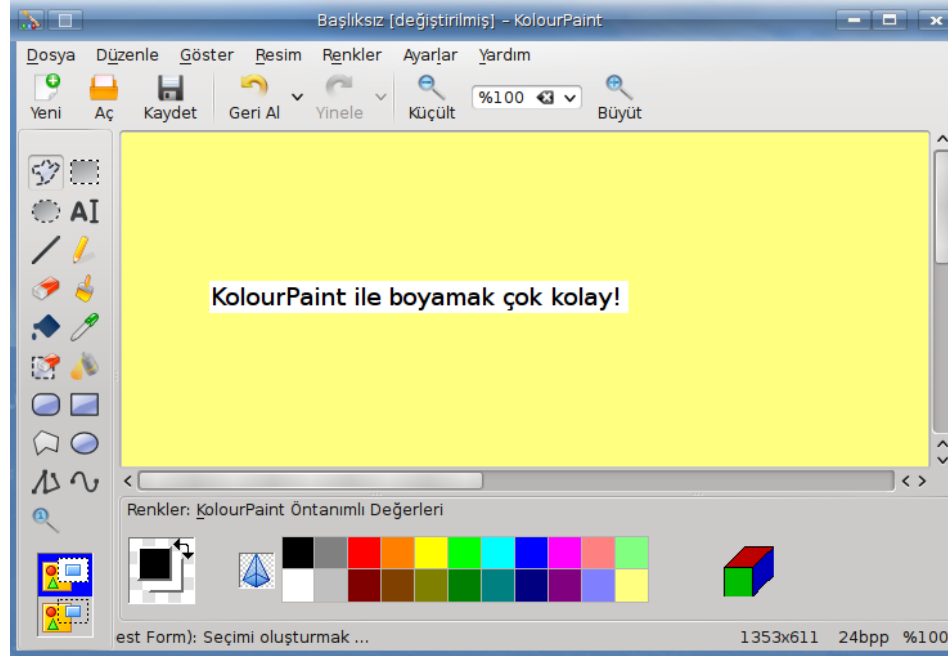 Başlıksız [değiştirilmiş] – KolourPaint
Dosya Düzenle Göster Resim Renkler Ayarlar Yardım
Yeni Aç Kaydet Geri Al Yinele Küçült %100 Büyüt
KolourPaint ile boyamak çok kolay!
Renkler: KolourPaint Öntanımlı Değerleri
est Form): Seçimi oluşturmak ... 1353x611 24bpp %100